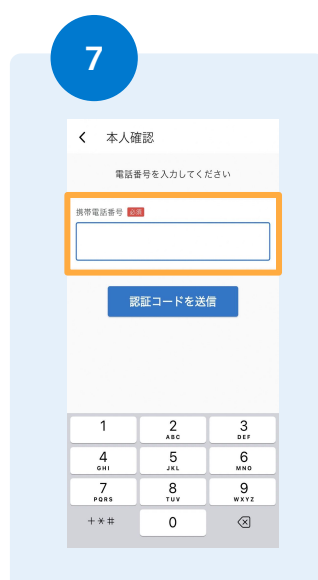 7
本人確認
電話番号を入力してください
携帯電話番号 必須
認証コードを送信
1 2 3
ABC DEF
4 5 6
GHI JKL MNO
7 8 9
PQRS TUV WXYZ
+*# 0